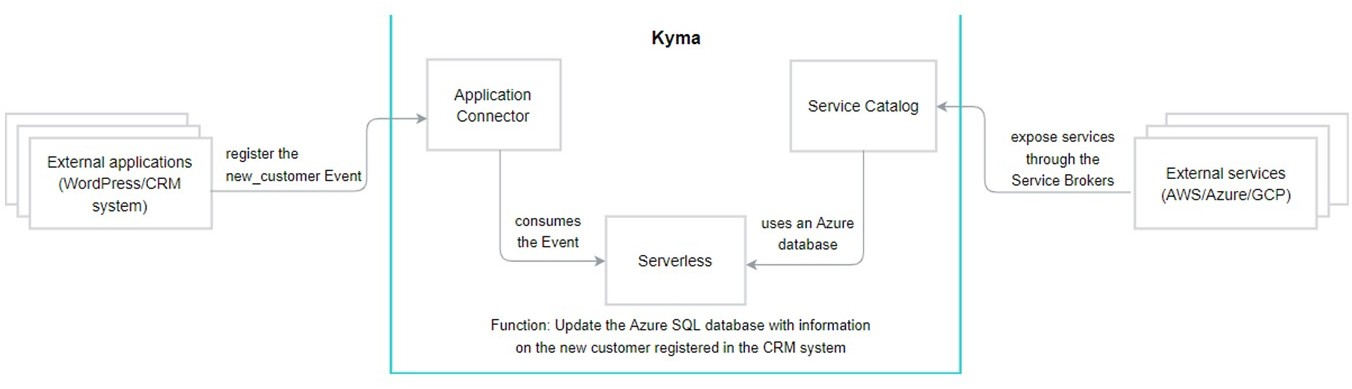 Kyma
Application
Connector
Service Catalog
External applications
(WordPress/CRM
system)
register the
new_customer Event
expose services
through the
Service Brokers
External services
(AWS/Azure/GCP)
consumes
the Event
Serverless
uses an Azure
database
Function: Update the Azure SQL database with information
on the new customer registered in the CRM system